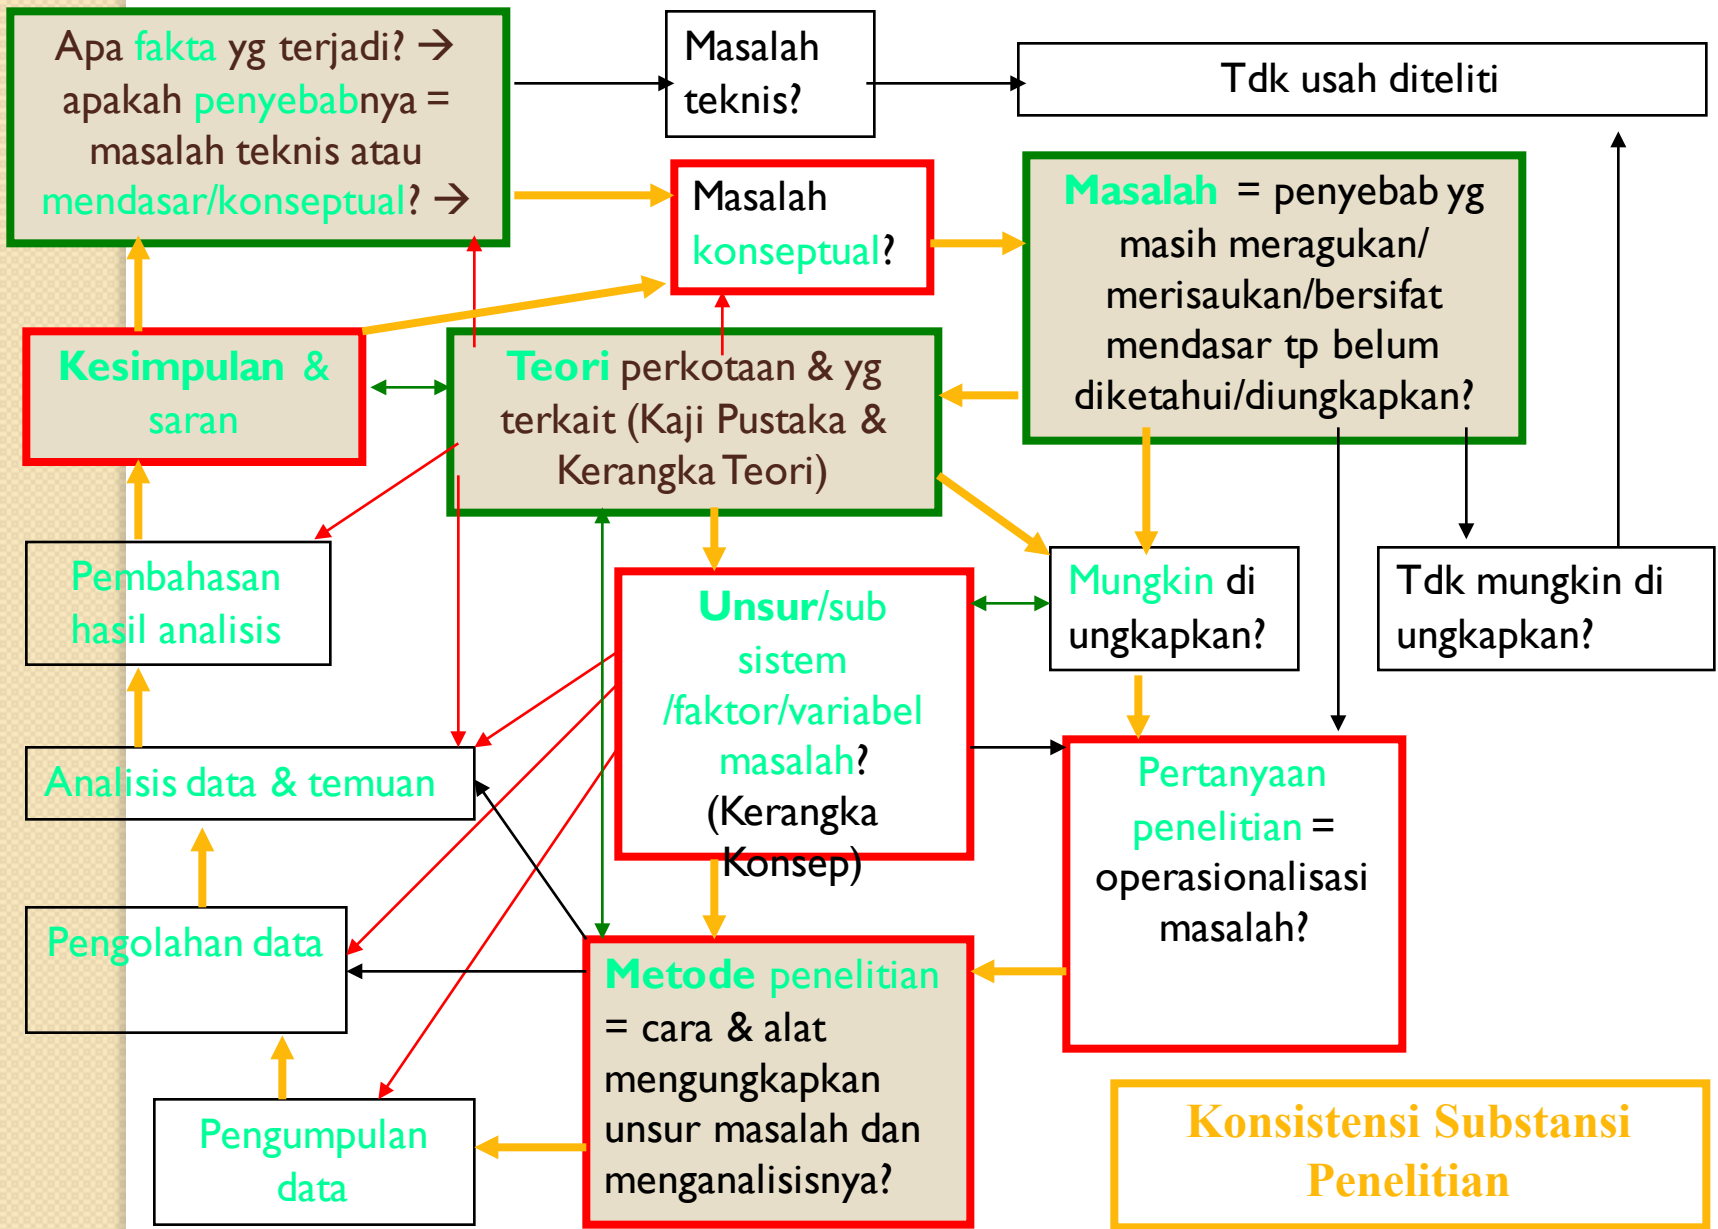 Apa fakta yg terjadi? →
apakah penyebabnya =
masalah teknis atau
mendasar/konseptual? →
Masalah
teknis?
Tdk usah diteliti
Masalah
konseptual?
Masalah = penyebab yg
masih meragukan/
merisaukan/bersifat
mendasar tp belum
diketahui/diungkapkan?
Kesimpulan &
saran
Teori perkotaan & yg
terkait (Kaji Pustaka &
Kerangka Teori)
Pembahasan
hasil analisis
Unsur/sub
sistem
/faktor/variabel
masalah?
(Kerangka
Konsep)
Mungkin di
ungkapkan?
Tdk mungkin di
ungkapkan?
Analisis data & temuan
Pertanyaan
penelitian =
operasionalisasi
masalah?
Pengolahan data
Metode penelitian
= cara & alat
mengungkapkan
unsur masalah dan
menganalisisnya?
Pengumpulan
data
Konsistensi Substansi
Penelitian